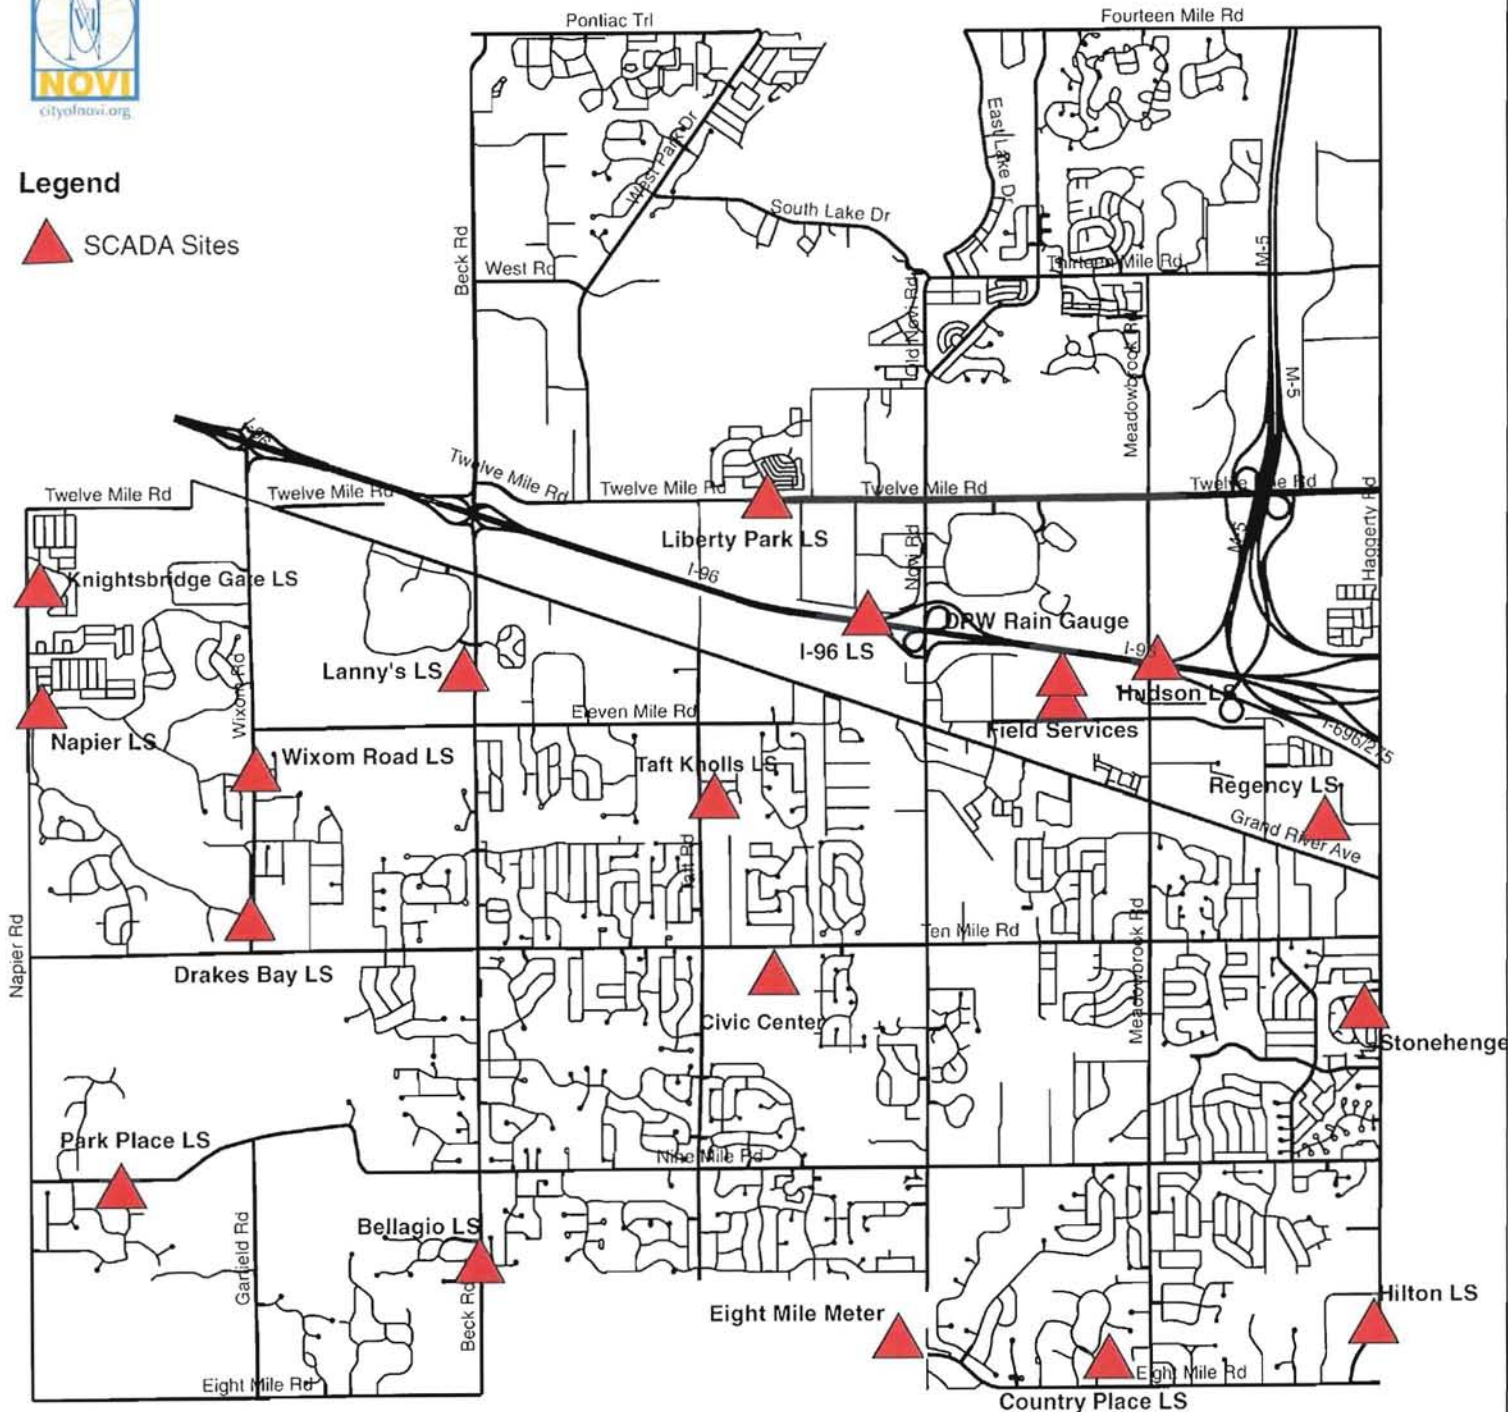 NOVI
cityofnovi.org
Legend
SCADA Sites
Pontiac Trl
Fourteen Mile Rd
West Park Dr
East Lake Dr
South Lake Dr
Beck Rd
West Rd
Thirteen Mile Rd
M-5
Old Novi Rd
Meadowbrook Rd
M-5
I-96
Twelve Mile Rd
Twelve Mile Rd
Twelve Mile Rd
Twelve Mile Rd
Twelve Mile Rd
Twelve Mile Rd
Haggerty Rd
Liberty Park LS
M-5
Novi Rd
I-96
Knightsbridge Gate LS
DPW Rain Gauge
I-96 LS
I-96
Lanny's LS
Hudson LS
Wixom Rd
Eleven Mile Rd
Field Services
I-696/275
Napier LS
Wixom Road LS
Taft Knolls LS
Regency LS
Grand River Ave
Taft Rd
Napier Rd
Ten Mile Rd
Meadowbrook Rd
Drakes Bay LS
Civic Center
Stonehenge
Park Place LS
Nine Mile Rd
Garfield Rd
Bellagio LS
Beck Rd
Eight Mile Meter
Hilton LS
Eight Mile Rd
Eight Mile Rd
Country Place LS